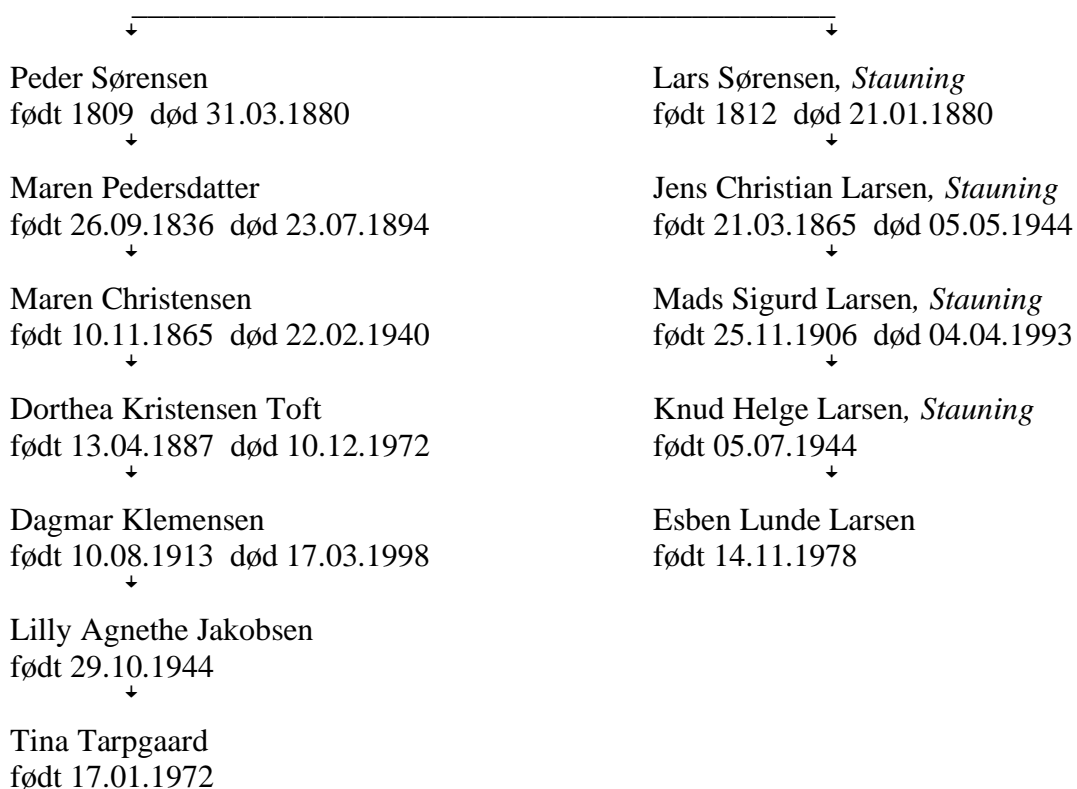 Peder Sørensen
født 1809 død 31.03.1880
Maren Pedersdatter
født 26.09.1836 død 23.07.1894
Maren Christensen
født 10.11.1865 død 22.02.1940
Dorthea Kristensen Toft
født 13.04.1887 død 10.12.1972
Dagmar Klemensen
født 10.08.1913 død 17.03.1998
Lilly Agnethe Jakobsen
født 29.10.1944
Tina Tarpgaard
født 17.01.1972
Lars Sørensen, Stauning
født 1812 død 21.01.1880
Jens Christian Larsen, Stauning
født 21.03.1865 død 05.05.1944
Mads Sigurd Larsen, Stauning
født 25.11.1906 død 04.04.1993
Knud Helge Larsen, Stauning
født 05.07.1944
Esben Lunde Larsen
født 14.11.1978